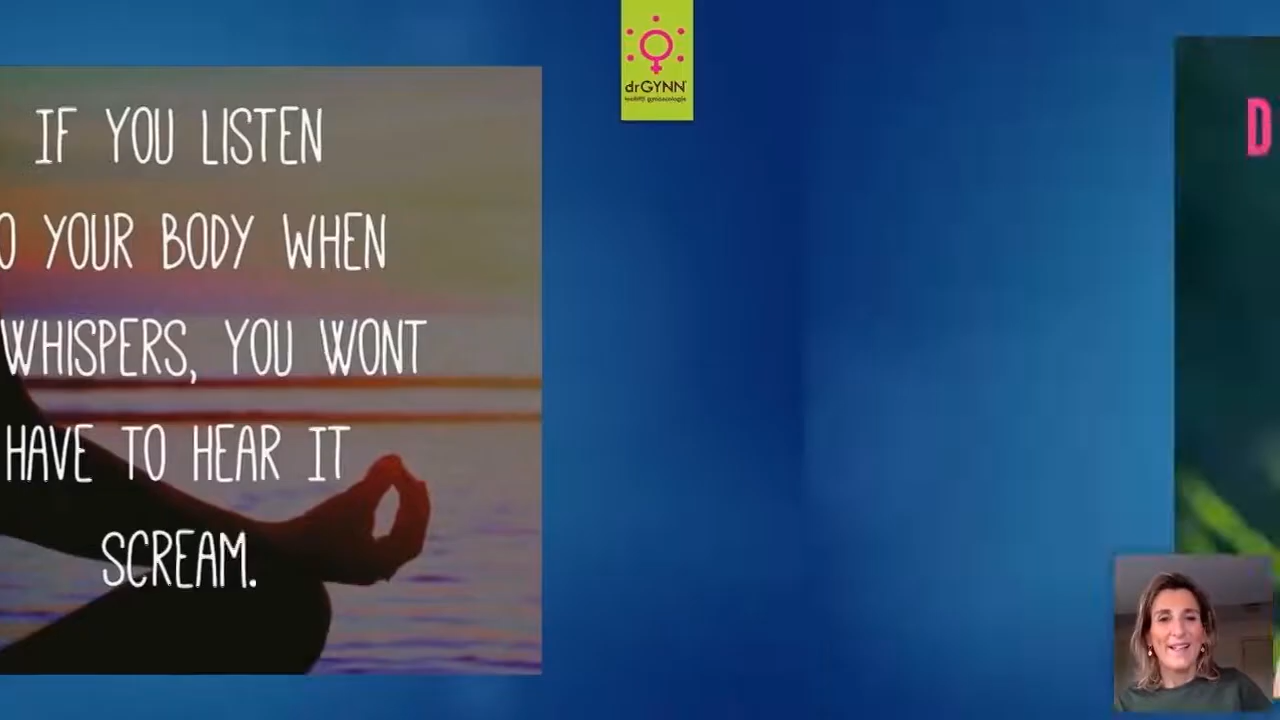 IF YOU LISTEN
O YOUR BODY WHEN
WHISPERS, YOU WONT
HAVE TO HEAR IT
SCREAM.
drGYNN
D